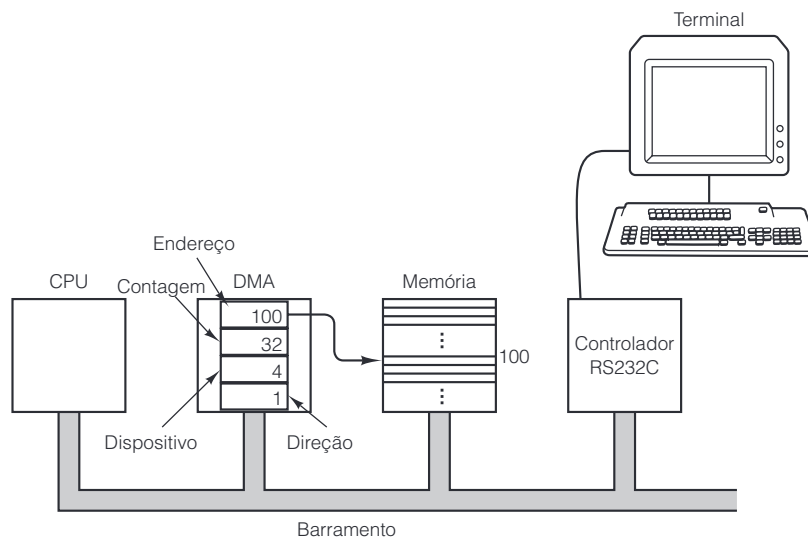 Terminal
Endereço
CPU
Contagem
DMA
Memória
100
32
4
1
100
Controlador
RS232C
Dispositivo
Direção
Barramento